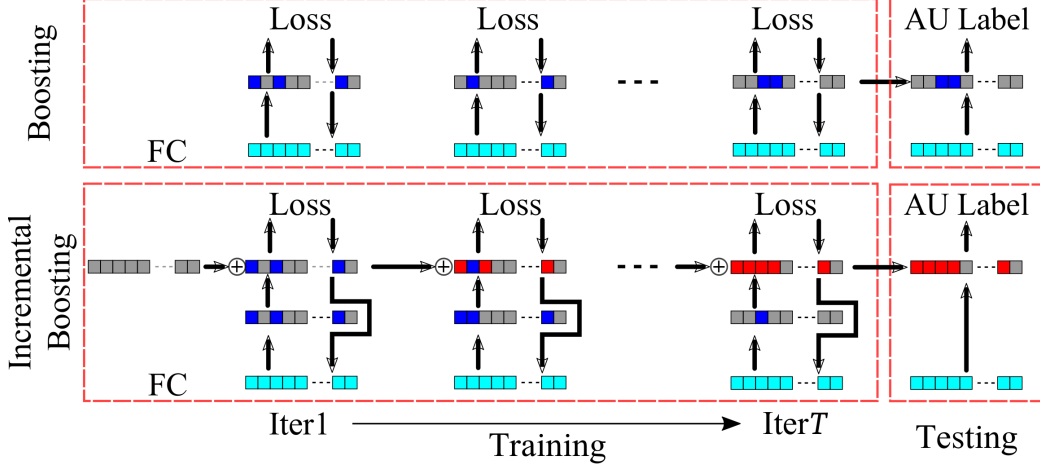 Boosting
Loss
Loss
Loss
AU Label
FC
Incremental
Boosting
Loss
Loss
Loss
AU Label
FC
Iter1
IterT
Training
Testing